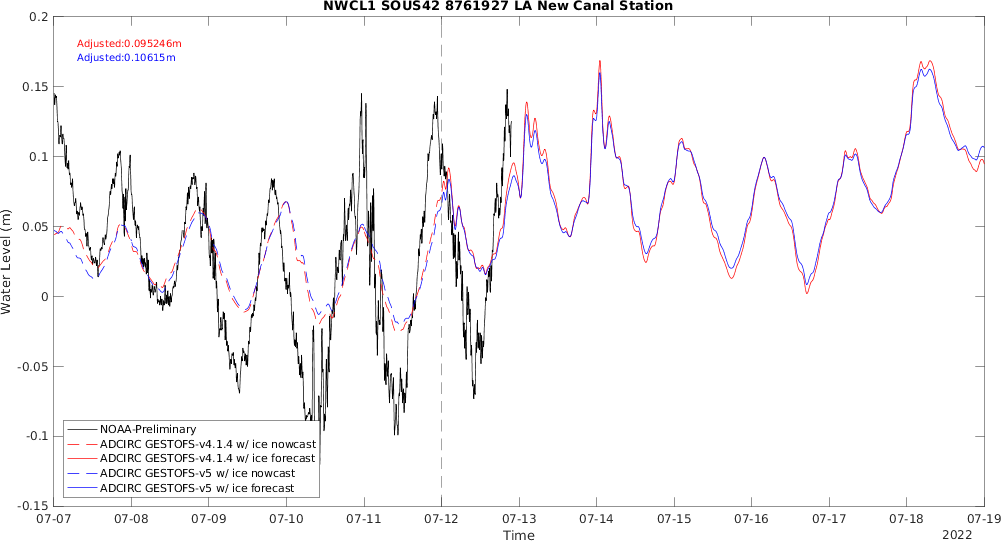 NWCL1 SOUS42 8761927 LA New Canal Station
0.2
0.15
0.1
0.05
0
-0.05
-0.1
-0.15
Water Level (m)
Adjusted:0.095246m
Adjusted:0.10615m
NOAA-Preliminary
ADCIRC GESTOFS-v4.1.4 w/ ice nowcast
ADCIRC GESTOFS-v4.1.4 w/ ice forecast
ADCIRC GESTOFS-v5 w/ ice nowcast
ADCIRC GESTOFS-v5 w/ ice forecast
07-07 07-08 07-09 07-10 07-11 07-12 07-13 07-14 07-15 07-16 07-17 07-18 07-19
Time
2022